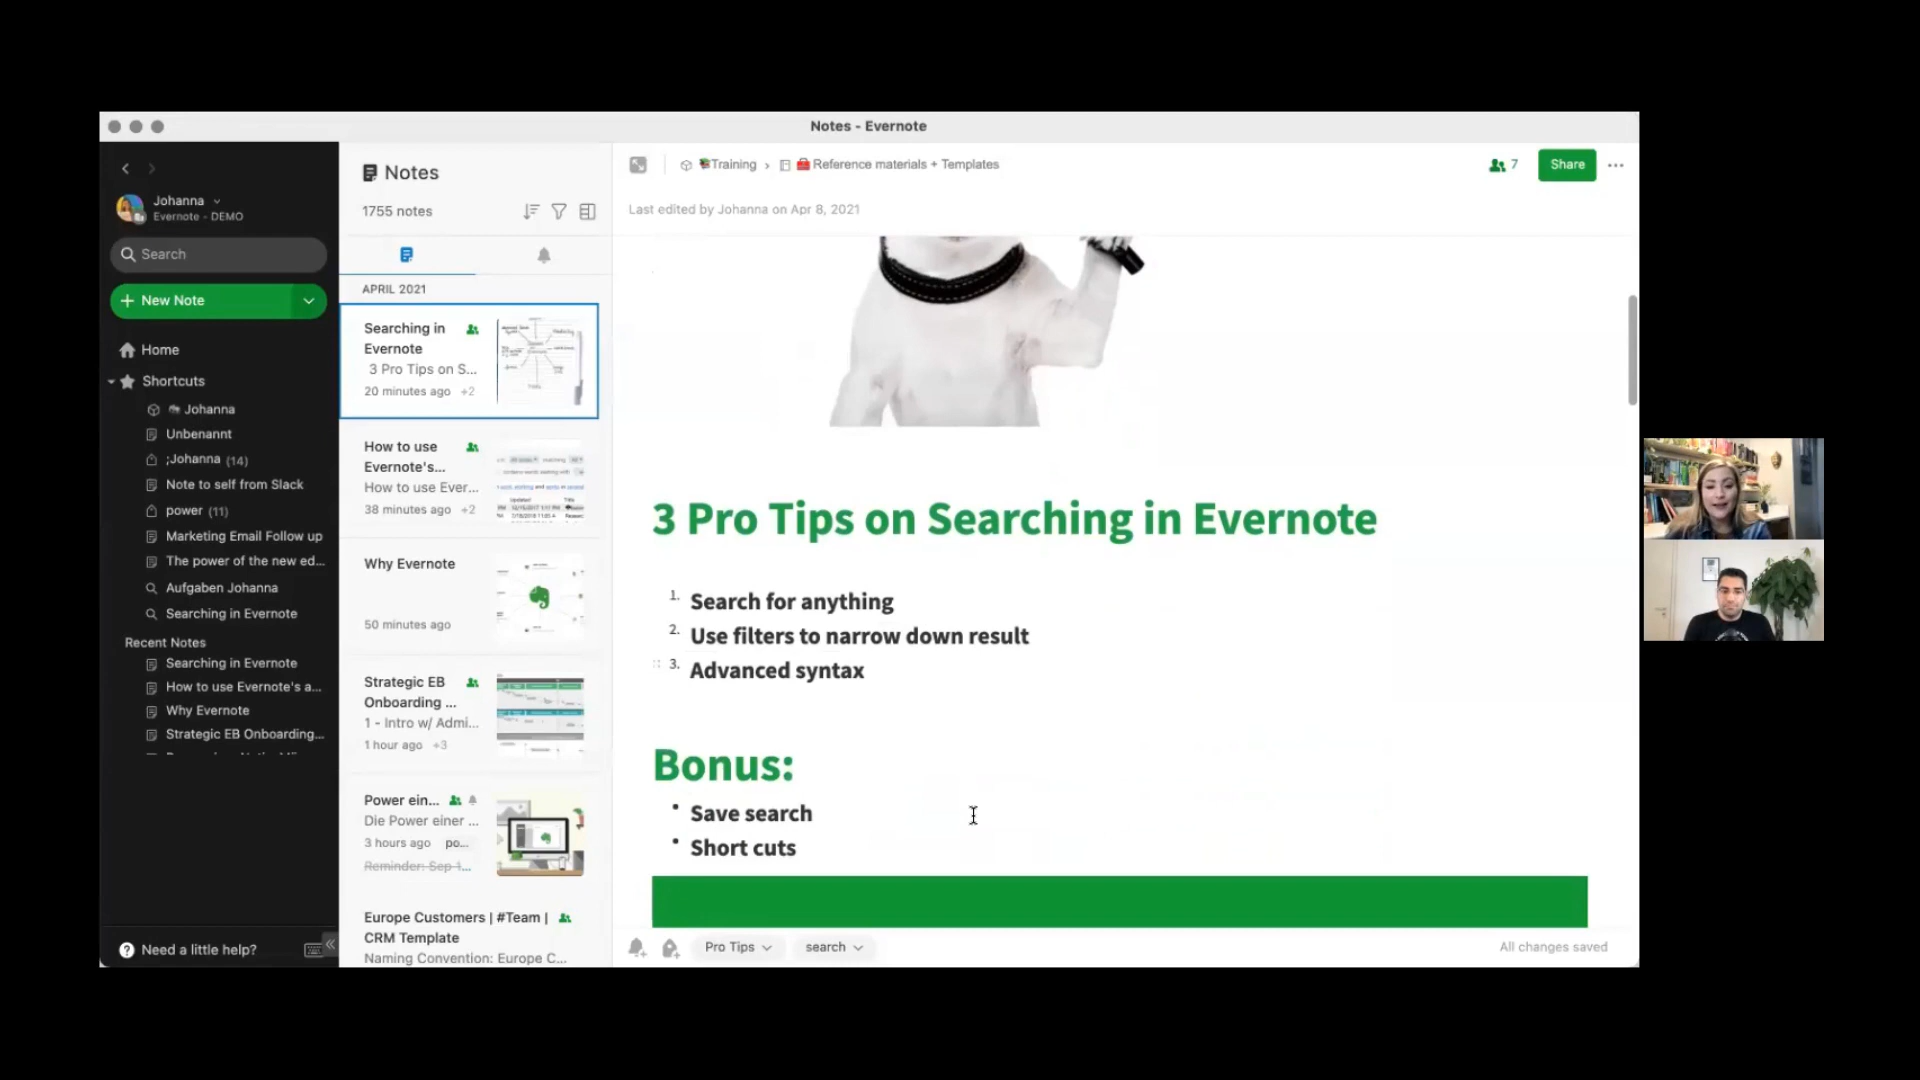 Notes - Evernote
Johanna
Evernote - DEMO
Search
New Note
Home
Shortcuts
Johanna
Unbenannt
;Johanna (14)
Note to self from Slack
power (11)
Marketing Email Follow up
The power of the new ed...
Aufgaben Johanna
Searching in Evernote
Recent Notes
Searching in Evernote
How to use Evernote's a...
Why Evernote
Strategic EB Onboarding...
Need a little help?
Notes
1755 notes
APRIL 2021
Searching in
Evernote
3 Pro Tips on S...
20 minutes ago +2
How to use
Evernote's...
How to use Ever...
38 minutes ago +2
Why Evernote
50 minutes ago
Strategic EB
Onboarding ...
1 - Intro w/ Admi...
1 hour ago +3
Power ein...
Die Power einer ...
3 hours ago po...
Reminder: Sep 1...
Europe Customers | #Team |
CRM Template
Naming Convention: Europe C...
Training > Reference materials + Templates
7
Share
Last edited by Johanna on Apr 8, 2021
3 Pro Tips on Searching in Evernote
1. Search for anything
2. Use filters to narrow down result
3. Advanced syntax
Bonus:
• Save search
• Short cuts
Pro Tips
search
All changes saved